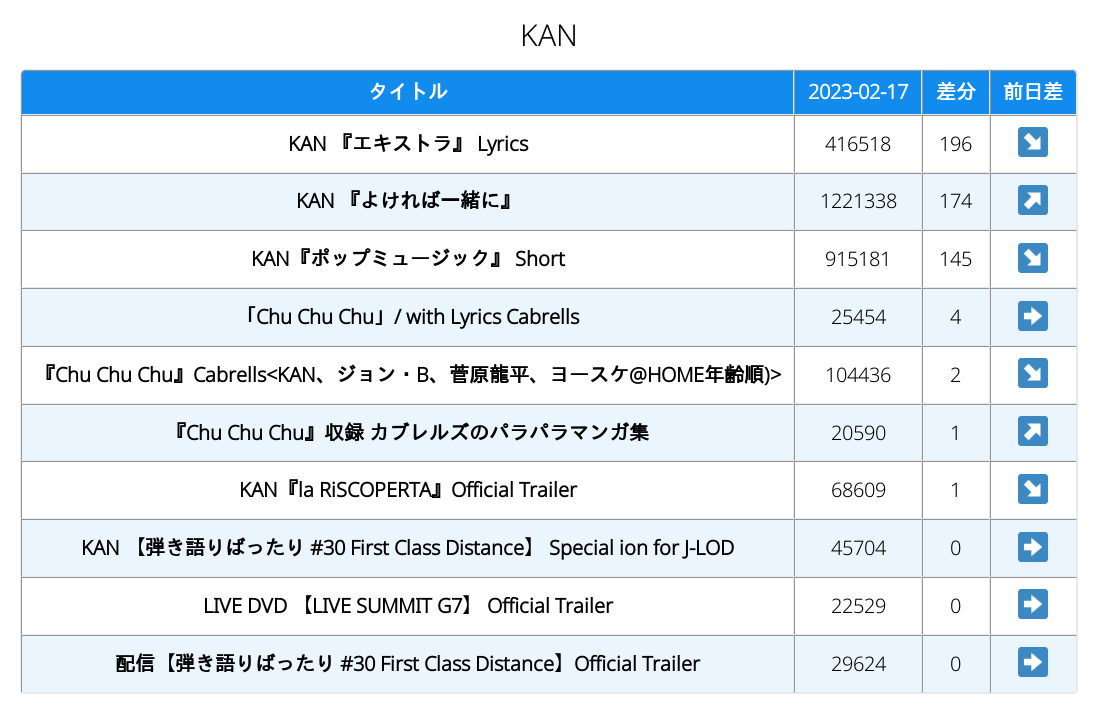 KAN
タイトル 2023-02-17 差分 前日差
KAN 『エキストラ』 Lyrics 416518 196 ↘
KAN 『よければ一緒に』 1221338 174 ↗
KAN『ポップミュージック』 Short 915181 145 ↘
「Chu Chu Chu」/ with Lyrics Cabrells 25454 4 ➡
『Chu Chu Chu』Cabrells<KAN、ジョン・B、菅原龍平、ヨースケ@HOME年齢順)> 104436 2 ↘
『Chu Chu Chu』収録 カブレルズのパラパラマンガ集 20590 1 ↗
KAN『la RiSCOPERTA』Official Trailer 68609 1 ↘
KAN 【弾き語りばったり #30 First Class Distance】 Special ion for J-LOD 45704 0 ➡
LIVE DVD 【LIVE SUMMIT G7】 Official Trailer 22529 0 ➡
配信【弾き語りばったり #30 First Class Distance】Official Trailer 29624 0 ➡